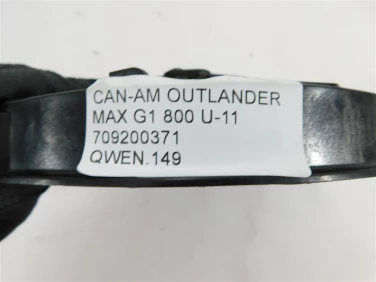 CAN-AM OUTLANDER
MAX G1 800 U-11
709200371
QWEN.149